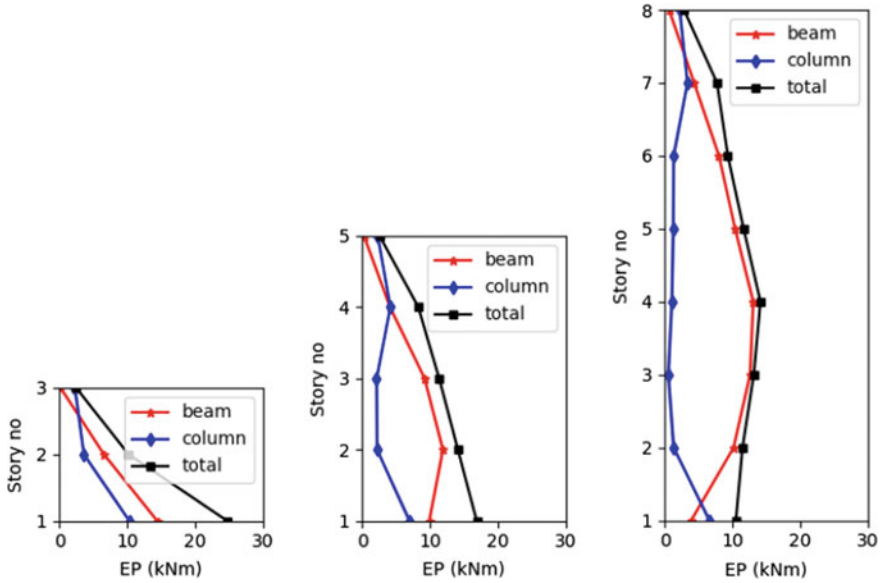 3
2
1
Story no
0 10 20 30
EP (kNm)
beam
column
total
5
4
3
2
1
Story no
0 10 20 30
EP (kNm)
beam
column
total
8
7
6
5
4
3
2
1
Story no
0 10 20 30
EP (kNm)
beam
column
total